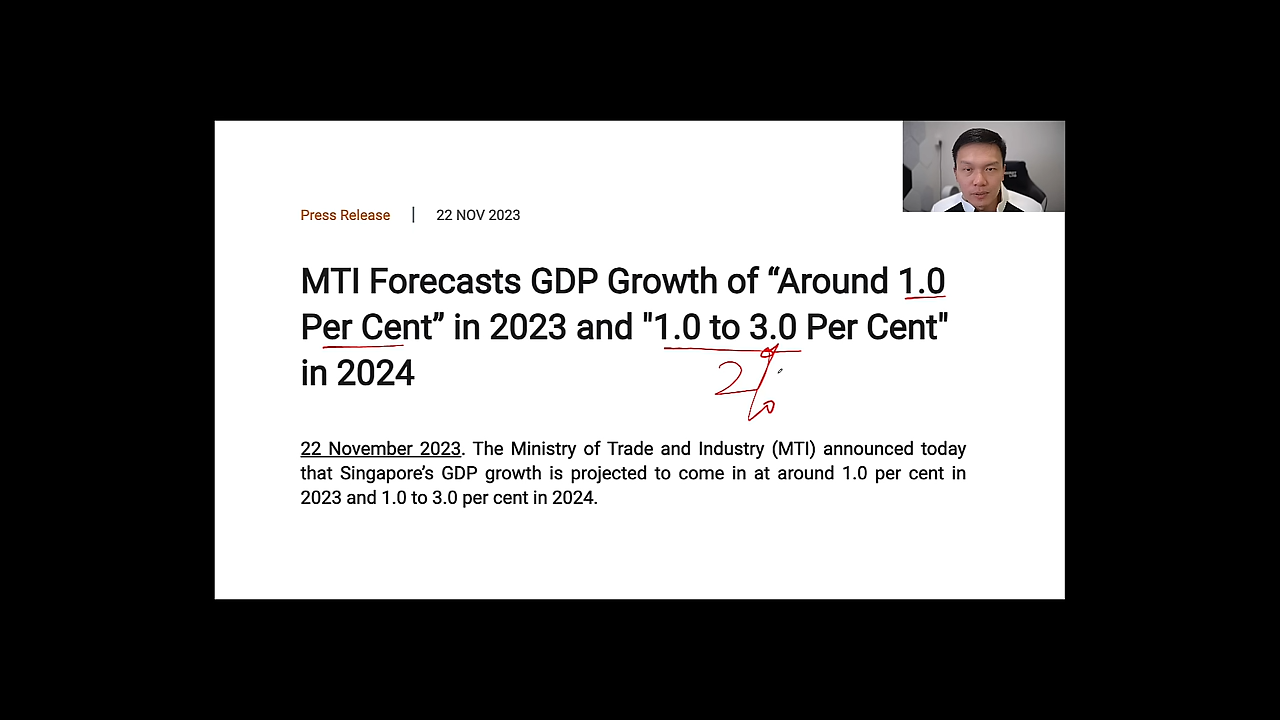 Press Release | 22 NOV 2023
MTI Forecasts GDP Growth of “Around 1.0
Per Cent” in 2023 and "1.0 to 3.0 Per Cent"
in 2024
2%
22 November 2023. The Ministry of Trade and Industry (MTI) announced today
that Singapore’s GDP growth is projected to come in at around 1.0 per cent in
2023 and 1.0 to 3.0 per cent in 2024.